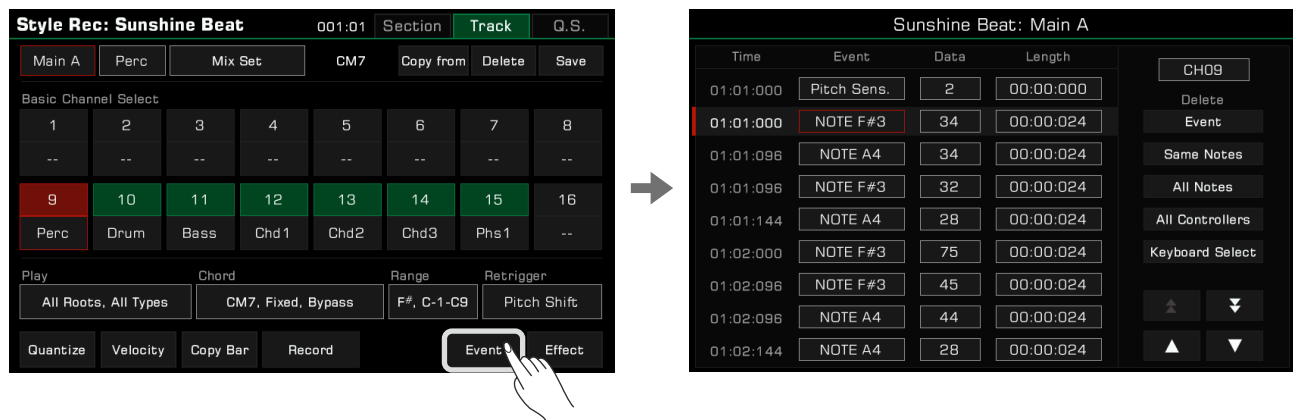 Style Rec: Sunshine Beat 001:01 Section Track Q.S.
Main A Perc Mix Set CM7 Copy from Delete Save
Basic Channel Select
1 2 3 4 5 6 7 8
-- -- -- -- -- -- -- --
9 10 11 12 13 14 15 16
Perc Drum Bass Chd1 Chd2 Chd3 Phs1 --
Play Chord Range Retrigger
All Roots, All Types CM7, Fixed, Bypass F#, C-1-C9 Pitch Shift
Quantize Velocity Copy Bar Record Event Effect
Sunshine Beat: Main A
Time Event Data Length
01:01:000 Pitch Sens. 2 00:00:000
01:01:000 NOTE F#3 34 00:00:024
01:01:096 NOTE A4 34 00:00:024
01:01:096 NOTE F#3 32 00:00:024
01:01:144 NOTE A4 28 00:00:024
01:02:000 NOTE F#3 75 00:00:024
01:02:096 NOTE F#3 45 00:00:024
01:02:096 NOTE A4 44 00:00:024
01:02:144 NOTE A4 28 00:00:024
CH09
Delete
Event
Same Notes
All Notes
All Controllers
Keyboard Select